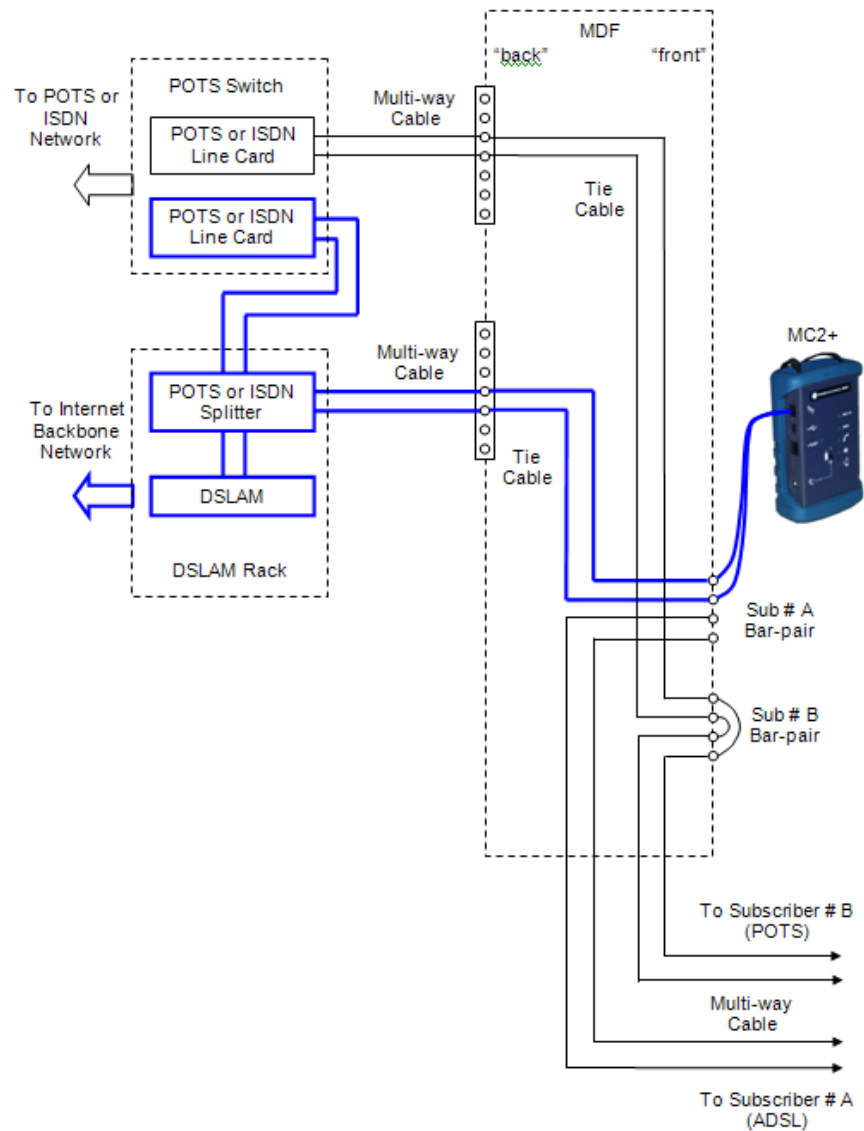 MDF
“back”
“front”
POTS Switch
To POTS or
ISDN
Network
POTS or ISDN
Line Card
Multi-way
Cable
POTS or ISDN
Line Card
Tie
Cable
MC2+
Multi-way
Cable
POTS or ISDN
Splitter
To Internet
Backbone
Network
Tie
Cable
DSLAM
DSLAM Rack
Sub # A
Bar-pair
Sub # B
Bar-pair
To Subscriber # B
(POTS)
Multi-way
Cable
To Subscriber # A
(ADSL)